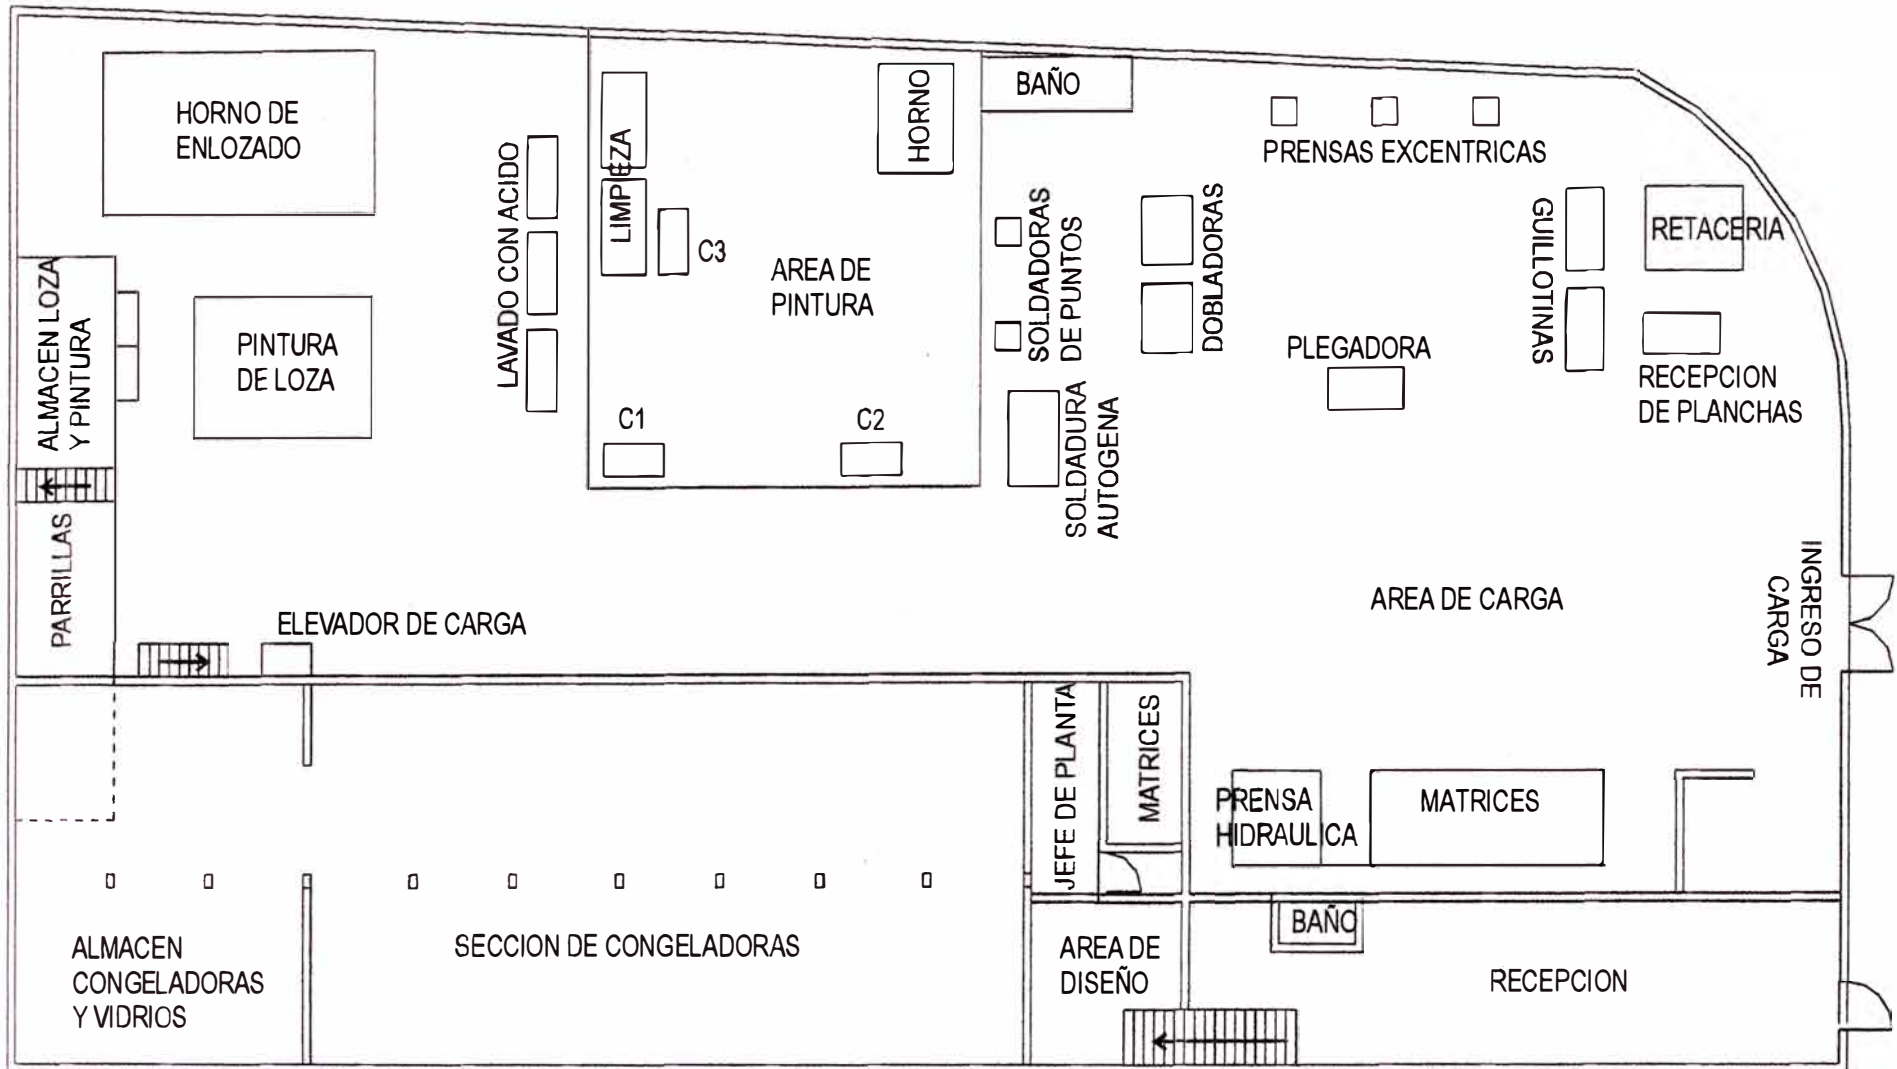 HORNO DE
ENLOZADO
LAVADO CON ACIDO
LIMPIEZA
C3
HORNO
AREA DE
PINTURA
BAÑO
PRENSAS EXCENTRICAS
SOLDADORAS
DE PUNTOS
DOBLADORAS
GUILLOTINAS
RETACERIA
ALMACEN LOZA
Y PINTURA
PINTURA
DE LOZA
PLEGADORA
RECEPCION
DE PLANCHAS
C1
C2
SOLDADURA
AUTOGENA
PARRILLAS
ELEVADOR DE CARGA
AREA DE CARGA
INGRESO DE
CARGA
JEFE DE PLANTA
MATRICES
PRENSA
HIDRAULICA
MATRICES
ALMACEN
CONGELADORAS
Y VIDRIOS
SECCION DE CONGELADORAS
AREA DE
DISEÑO
BAÑO
RECEPCION